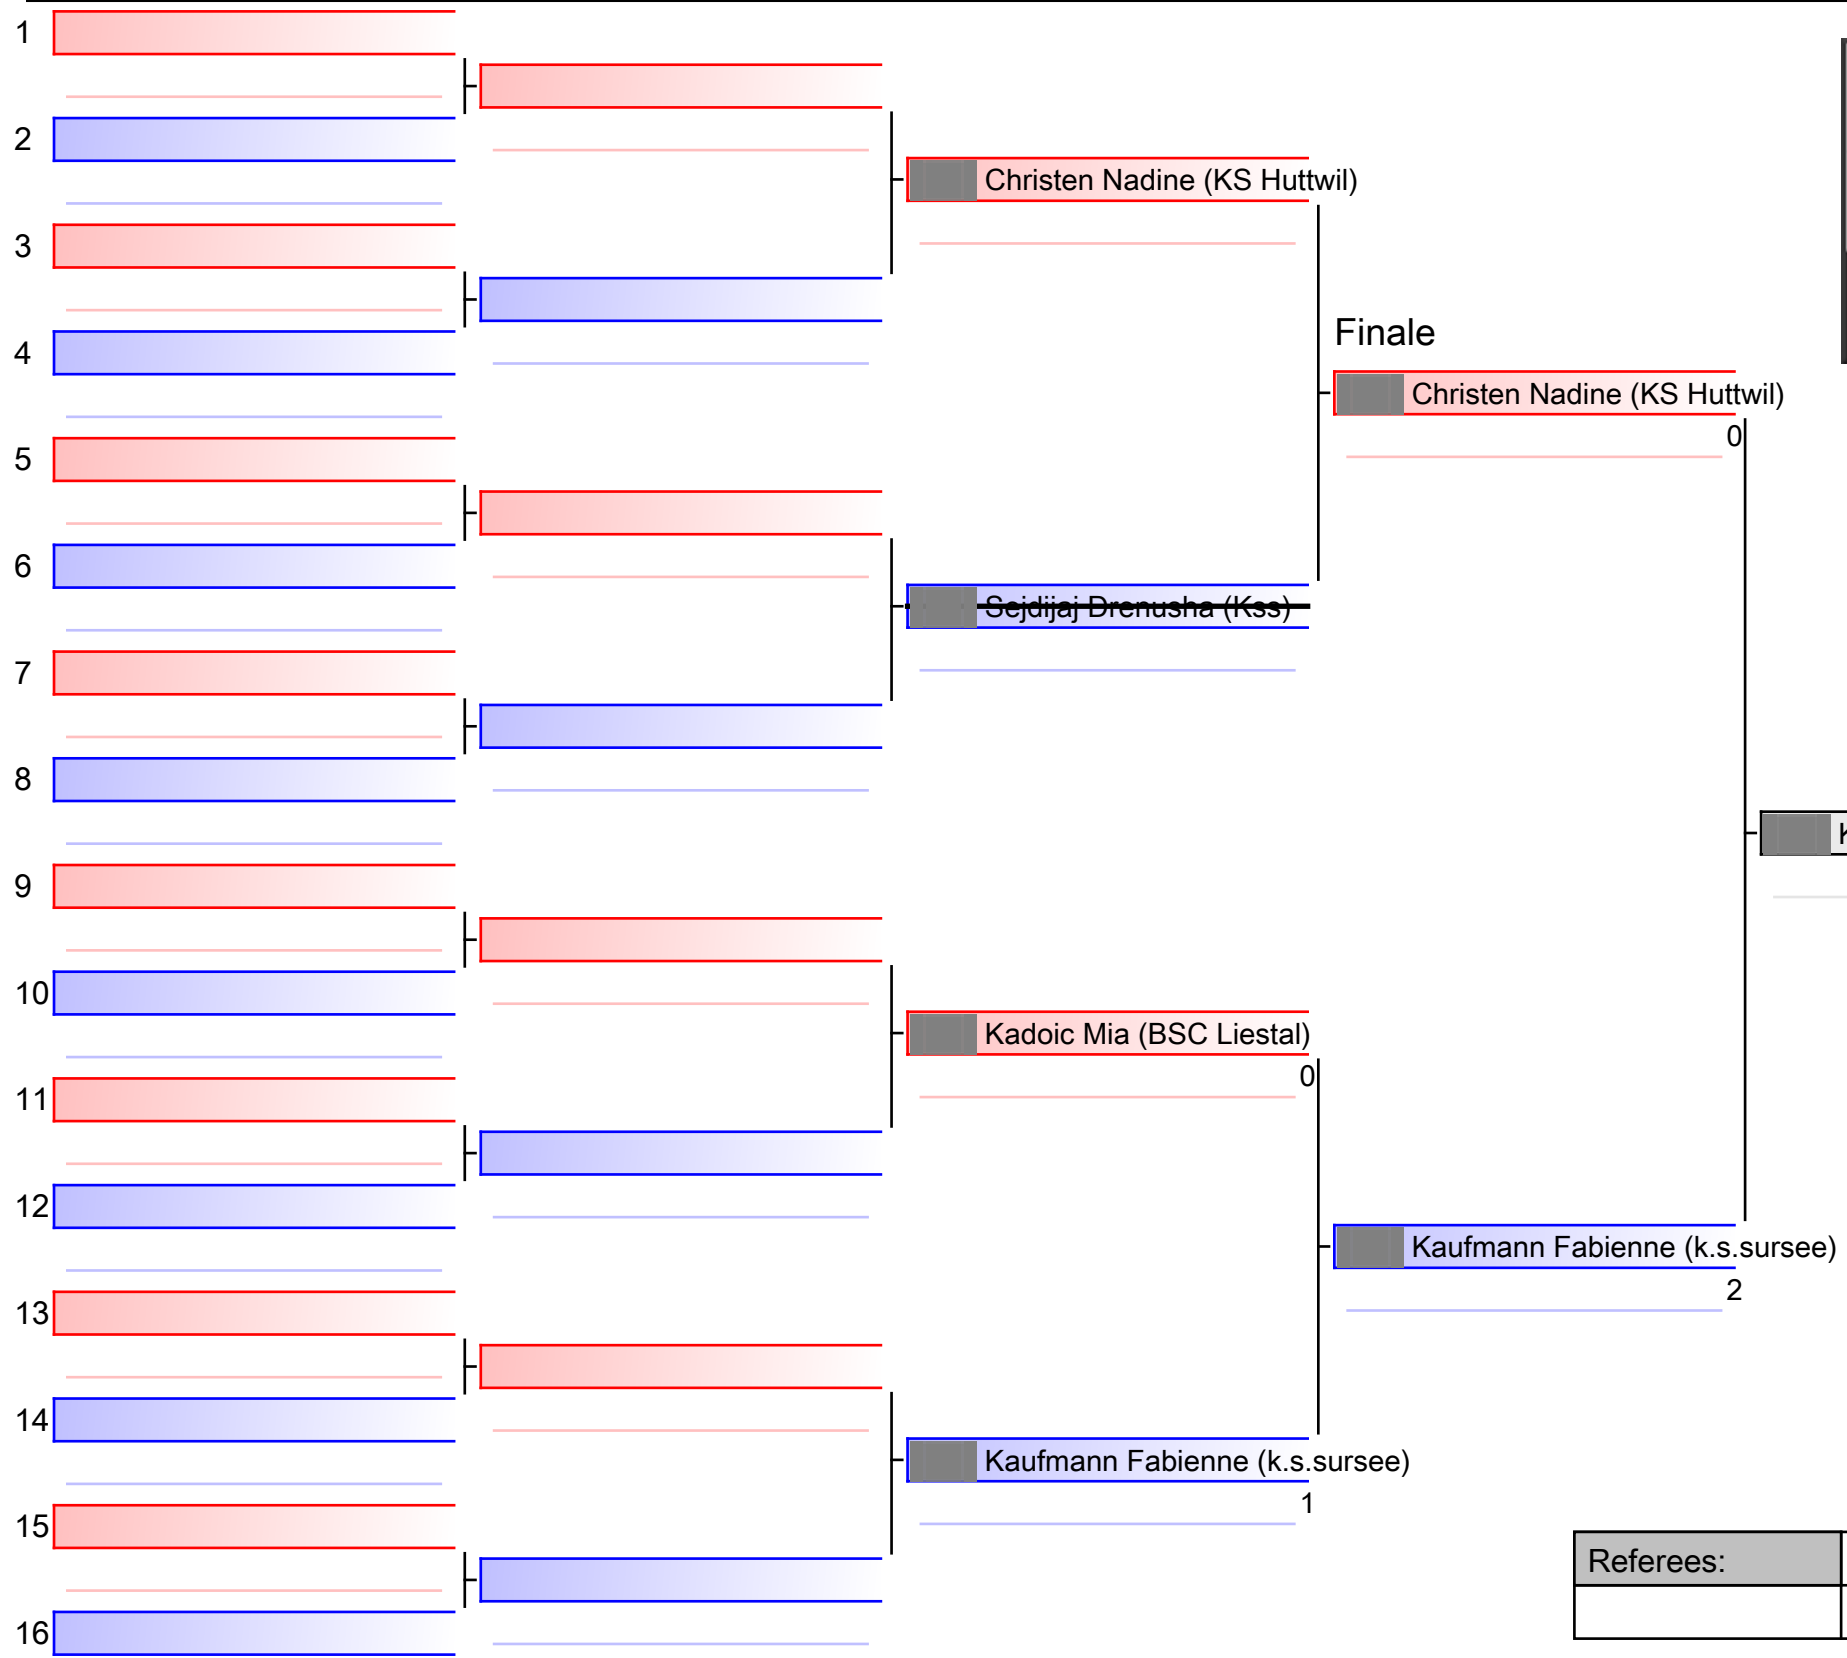 1
2
Christen Nadine (KS Huttwil)
3
Finale
4
Christen Nadine (KS Huttwil)
0
5
6
Sejdijaj Drenusha (Kss)
7
8
K
9
10
Kadoic Mia (BSC Liestal)
0
11
12
Kaufmann Fabienne (k.s.sursee)
2
13
14
Kaufmann Fabienne (k.s.sursee)
1
15
Referees:
16